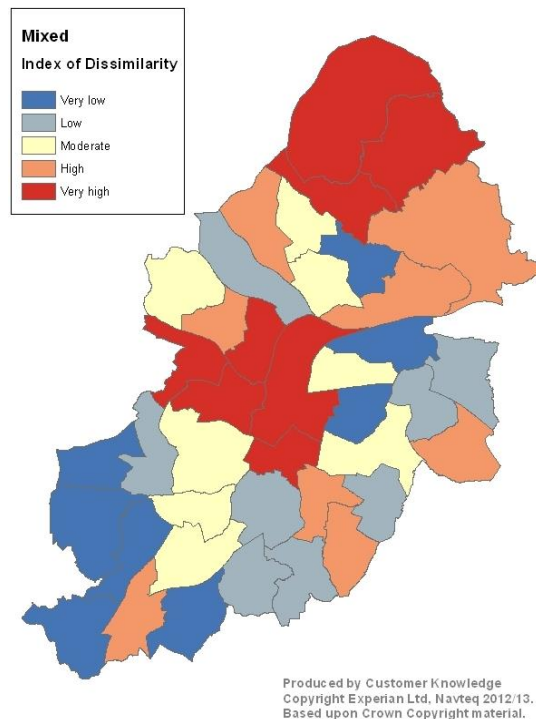 Mixed
Index of Dissimilarity
Very low
Low
Moderate
High
Very high
Produced by Customer Knowledge
Copyright Experian Ltd, Navteq 2012/13.
Based upon Crown Copyright material.